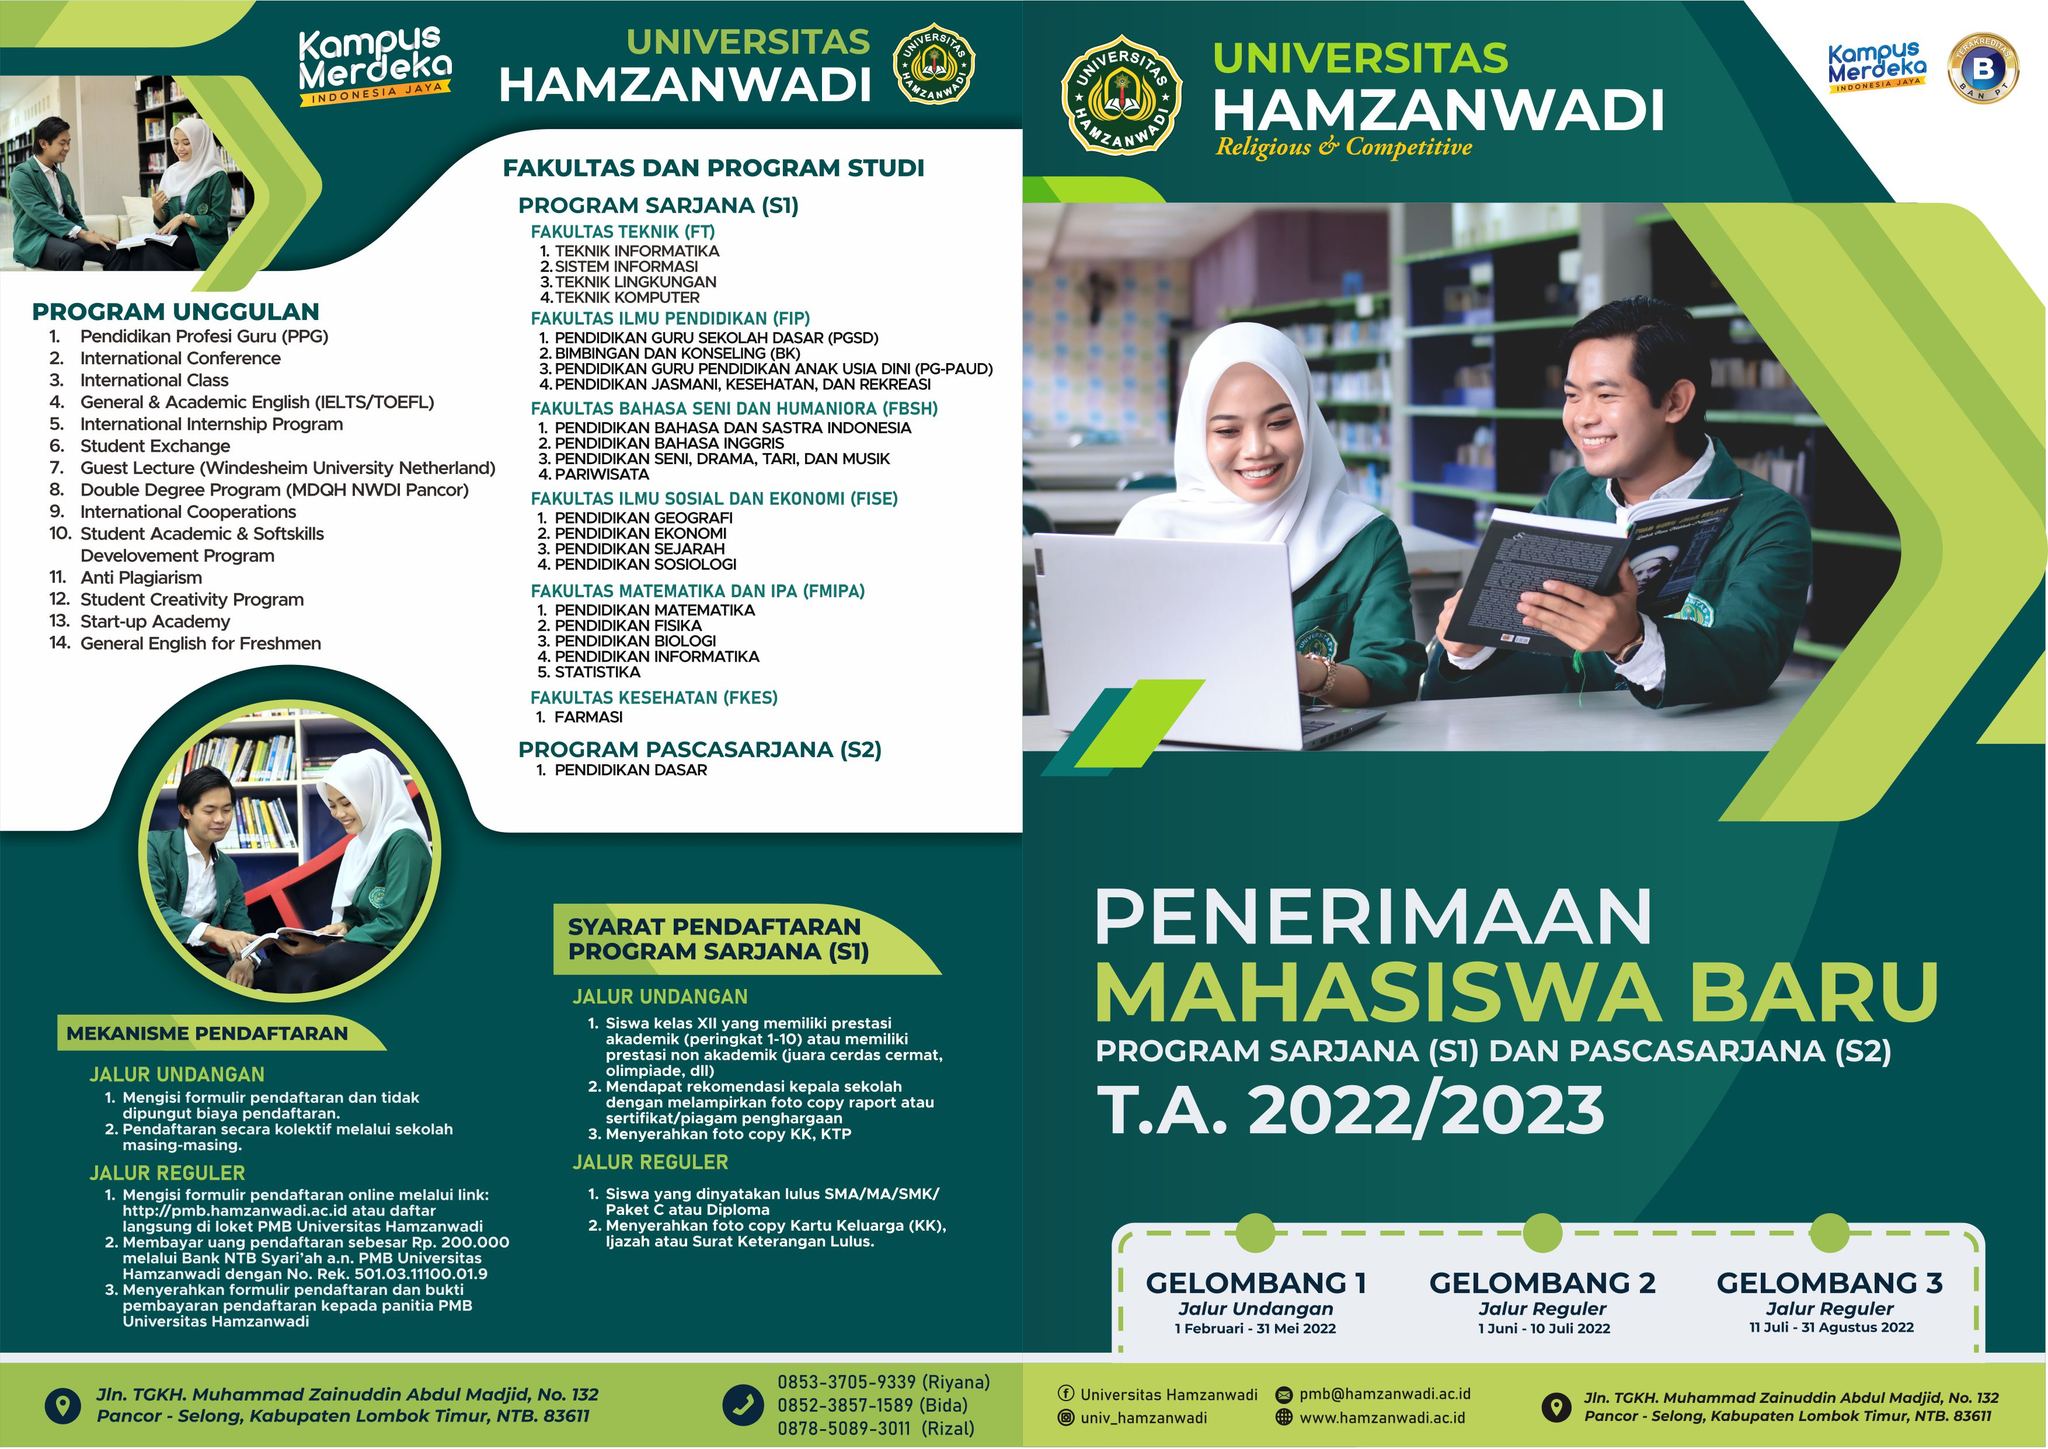 Kampus
Merdeka
INDONESIA JAYA
UNIVERSITAS
HAMZANWADI
UNIVERSITAS
HAMZANWADI
PROGRAM UNGGULAN
1. Pendidikan Profesi Guru (PPG)
2. International Conference
3. International Class
4. General & Academic English (IELTS/TOEFL)
5. International Internship Program
6. Student Exchange
7. Guest Lecture (Windesheim University Netherland)
8. Double Degree Program (MDQH NWDI Pancor)
9. International Cooperations
10. Student Academic & Softskills
Develovement Program
11. Anti Plagiarism
12. Student Creativity Program
13. Start-up Academy
14. General English for Freshmen
FAKULTAS DAN PROGRAM STUDI
PROGRAM SARJANA (S1)
FAKULTAS TEKNIK (FT)
1. TEKNIK INFORMATIKA
2. SISTEM INFORMASI
3. TEKNIK LINGKUNGAN
4. TEKNIK KOMPUTER
FAKULTAS ILMU PENDIDIKAN (FIP)
1. PENDIDIKAN GURU SEKOLAH DASAR (PGSD)
2. BIMBINGAN DAN KONSELING (BK)
3. PENDIDIKAN GURU PENDIDIKAN ANAK USIA DINI (PG-PAUD)
4. PENDIDIKAN JASMANI, KESEHATAN, DAN REKREASI
FAKULTAS BAHASA SENI DAN HUMANIORA (FBSH)
1. PENDIDIKAN BAHASA DAN SASTRA INDONESIA
2. PENDIDIKAN BAHASA INGGRIS
3. PENDIDIKAN SENI, DRAMA, TARI, DAN MUSIK
4. PARIWISATA
FAKULTAS ILMU SOSIAL DAN EKONOMI (FISE)
1. PENDIDIKAN GEOGRAFI
2. PENDIDIKAN EKONOMI
3. PENDIDIKAN SEJARAH
4. PENDIDIKAN SOSIOLOGI
FAKULTAS MATEMATIKA DAN IPA (FMIPA)
1. PENDIDIKAN MATEMATIKA
2. PENDIDIKAN FISIKA
3. PENDIDIKAN BIOLOGI
4. PENDIDIKAN INFORMATIKA
5. STATISTIKA
FAKULTAS KESEHATAN (FKES)
1. FARMASI
PROGRAM PASCASARJANA (S2)
1. PENDIDIKAN DASAR
MEKANISME PENDAFTARAN
JALUR UNDANGAN
1. Mengisi formulir pendaftaran dan tidak
dipungut biaya pendaftaran.
2. Pendaftaran secara kolektif melalui sekolah
masing-masing.
JALUR REGULER
1. Mengisi formulir pendaftaran online melalui link:
http://pmb.hamzanwadi.ac.id atau daftar
langsung di loket PMB Universitas Hamzanwadi
2. Membayar uang pendaftaran sebesar Rp. 200.000
melalui Bank NTB Syari'ah a.n. PMB Universitas
Hamzanwadi dengan No. Rek. 501.03.11100.01.9
3. Menyerahkan formulir pendaftaran dan bukti
pembayaran pendaftaran kepada panitia PMB
Universitas Hamzanwadi
SYARAT PENDAFTARAN
PROGRAM SARJANA (S1)
JALUR UNDANGAN
1. Siswa kelas XII yang memiliki prestasi
akademik (peringkat 1-10) atau memiliki
prestasi non akademik (juara cerdas cermat,
olimpiade, dll)
2. Mendapat rekomendasi kepala sekolah
dengan melampirkan foto copy raport atau
sertifikat/piagam penghargaan
3. Menyerahkan foto copy KK, KTP
JALUR REGULER
1. Siswa yang dinyatakan lulus SMA/MA/SMK/
Paket C atau Diploma
2. Menyerahkan foto copy Kartu Keluarga (KK),
Ijazah atau Surat Keterangan Lulus.
Jln. TGKH. Muhammad Zainuddin Abdul Madjid, No. 132
Pancor - Selong, Kabupaten Lombok Timur, NTB. 83611
0853-3705-9339 (Riyana)
0852-3857-1589 (Bida)
0878-5089-3011 (Rizal)
UNIVERSITAS
HAMZANWADI
UNIVERSITAS
HAMZANWADI
Religious & Competitive
Kampus
Merdeka
INDONESIA JAYA
TERAKREDITASI
B
BAN PT
UNIVERSITAS
PENERIMAAN
MAHASISWA BARU
PROGRAM SARJANA (S1) DAN PASCASARJANA (S2)
T.A. 2022/2023
GELOMBANG 1
Jalur Undangan
1 Februari - 31 Mei 2022
GELOMBANG 2
Jalur Reguler
1 Juni - 10 Juli 2022
GELOMBANG 3
Jalur Reguler
11 Juli - 31 Agustus 2022
Universitas Hamzanwadi
univ_hamzanwadi
pmb@hamzanwadi.ac.id
www.hamzanwadi.ac.id
Jln. TGKH. Muhammad Zainuddin Abdul Madjid, No. 132
Pancor - Selong, Kabupaten Lombok Timur, NTB. 83611